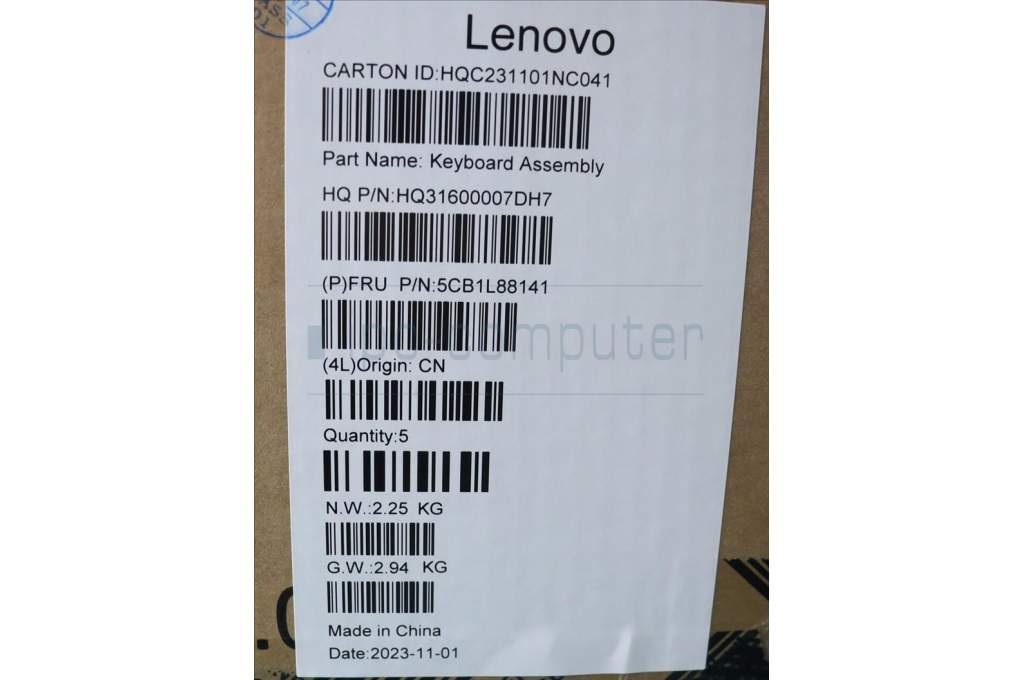 Lenovo
CARTON ID:HQC231101NC041
Part Name: Keyboard Assembly
HQ P/N:HQ31600007DH7
(P)FRU P/N:5CB1L88141
computer
(4L)Origin: CN
Quantity:5
N.W.:2.25 KG
G.W.:2.94 KG
Made in China
Date:2023-11-01